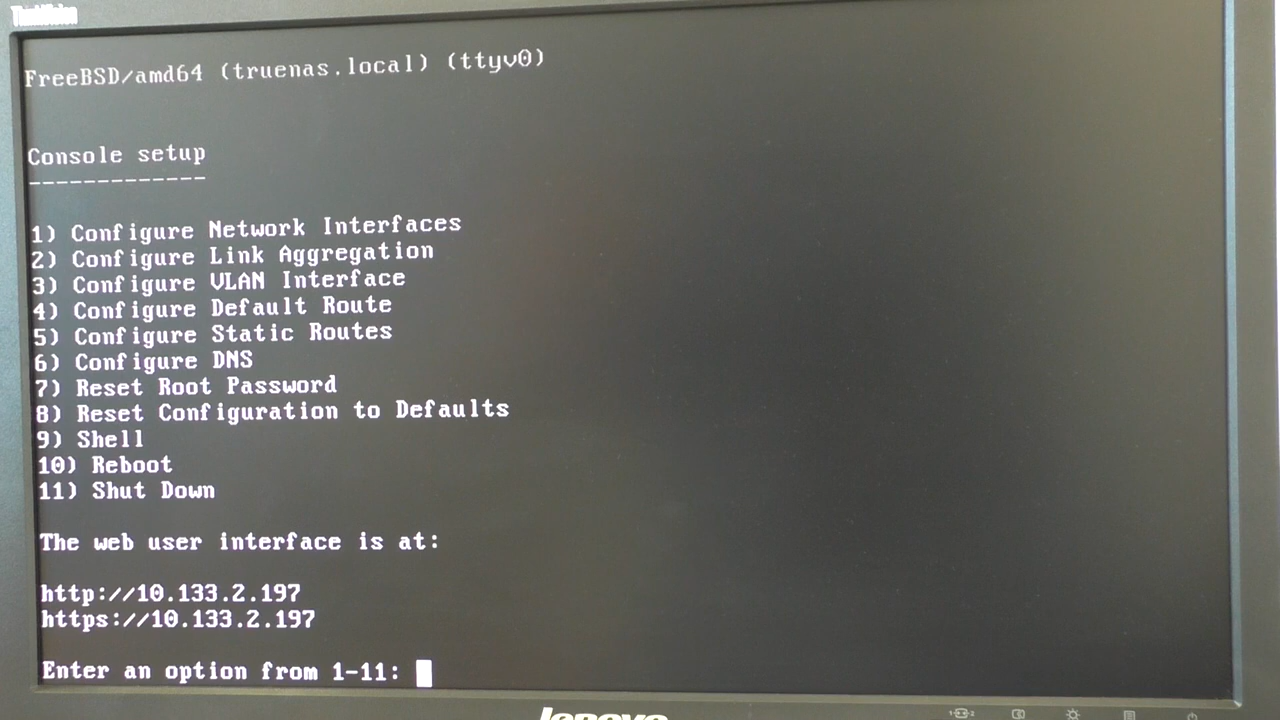 ThinkVision
FreeBSD/amd64 (truenas.local) (ttyv0)
Console setup
-------------
1) Configure Network Interfaces
2) Configure Link Aggregation
3) Configure VLAN Interface
4) Configure Default Route
5) Configure Static Routes
6) Configure DNS
7) Reset Root Password
8) Reset Configuration to Defaults
9) Shell
10) Reboot
11) Shut Down
The web user interface is at:
http://10.133.2.197
https://10.133.2.197
Enter an option from 1-11:
lenovo